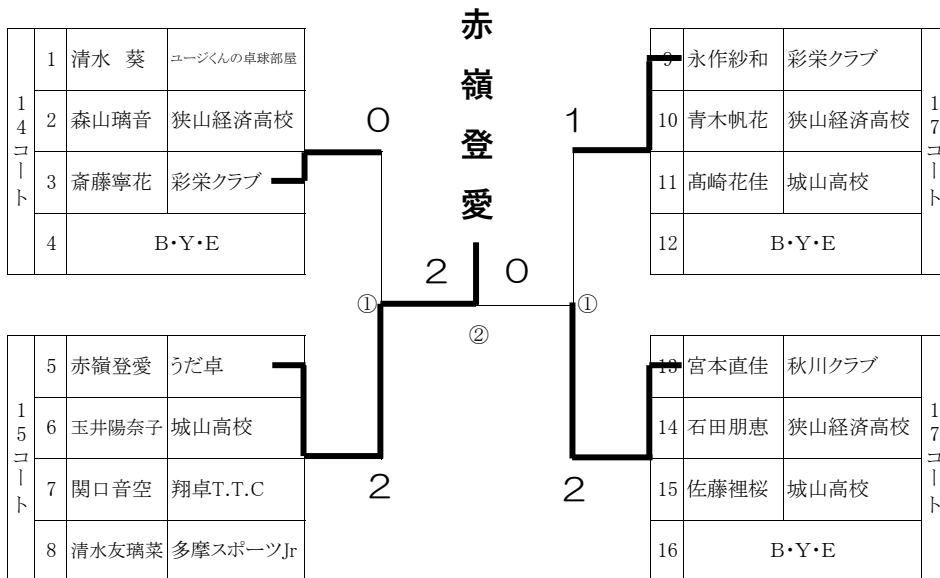 赤嶺登愛
14コート
1 清水 葵 ユージくんの卓球部屋
2 森山璃音 狭山経済高校
3 斎藤寧花 彩栄クラブ
4 B・Y・E
15コート
5 赤嶺登愛 うだ卓
6 玉井陽奈子 城山高校
7 関口音空 翔卓T.T.C
8 清水友璃菜 多摩スポーツJr
0
2
①
2 0
②
1
2
①
17コート
9 永作紗和 彩栄クラブ
10 青木帆花 狭山経済高校
11 髙崎花佳 城山高校
12 B・Y・E
17コート
13 宮本直佳 秋川クラブ
14 石田朋恵 狭山経済高校
15 佐藤裡桜 城山高校
16 B・Y・E